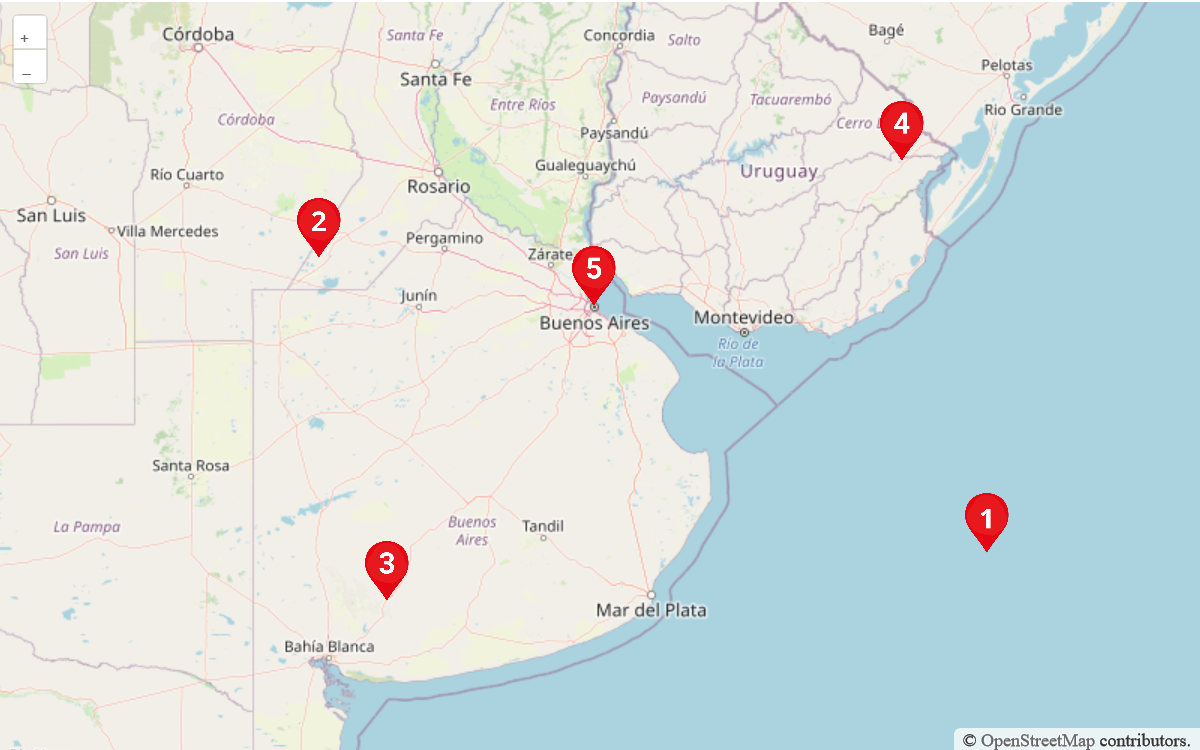 +
–
Córdoba
Santa Fe
Concordia
Salto
Bagé
Pelotas
Santa Fe
Entre Ríos
Paysandú
Tacuarembó
Rio Grande
Córdoba
Cerro
4
Paysandú
Gualeguaychú
Uruguay
Río Cuarto
Rosario
San Luis
Villa Mercedes
2
San Luis
Pergamino
Zárate
5
Junín
Buenos Aires
Montevideo
Río de
la Plata
Santa Rosa
La Pampa
Buenos
Aires
Tandil
1
3
Mar del Plata
Bahía Blanca
© OpenStreetMap contributors.